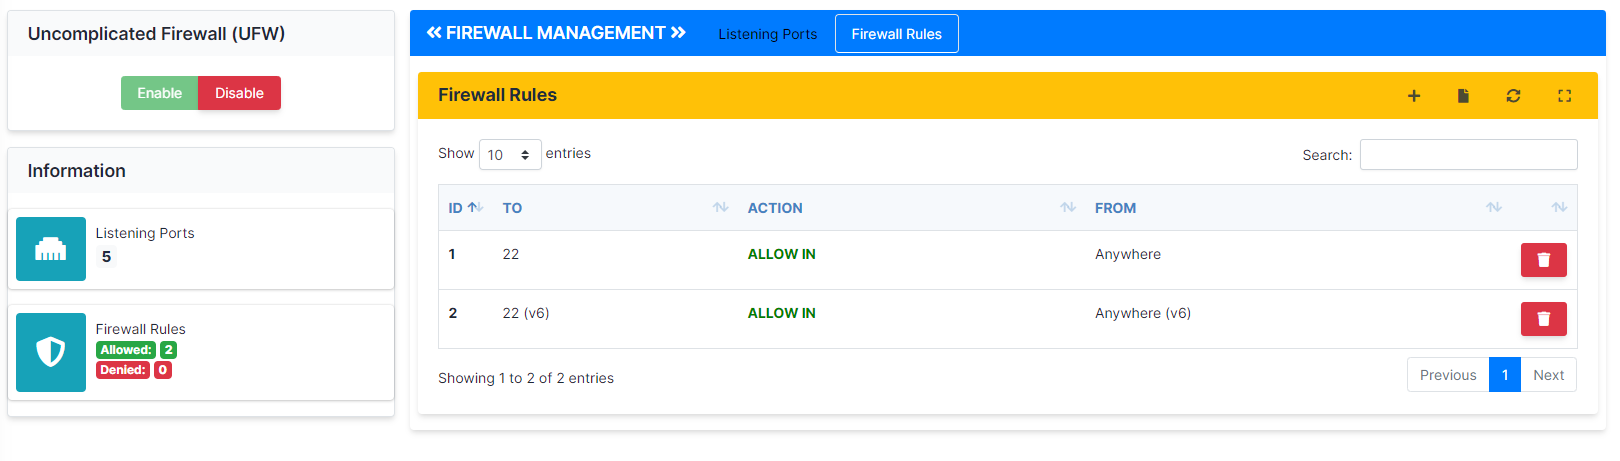 Uncomplicated Firewall (UFW)
Enable Disable
Information
Listening Ports
5
Firewall Rules
Allowed: 2
Denied: 0
« FIREWALL MANAGEMENT » Listening Ports Firewall Rules
Firewall Rules
Show 10 entries Search:
ID TO ACTION FROM
1 22 ALLOW IN Anywhere
2 22 (v6) ALLOW IN Anywhere (v6)
Showing 1 to 2 of 2 entries Previous 1 Next